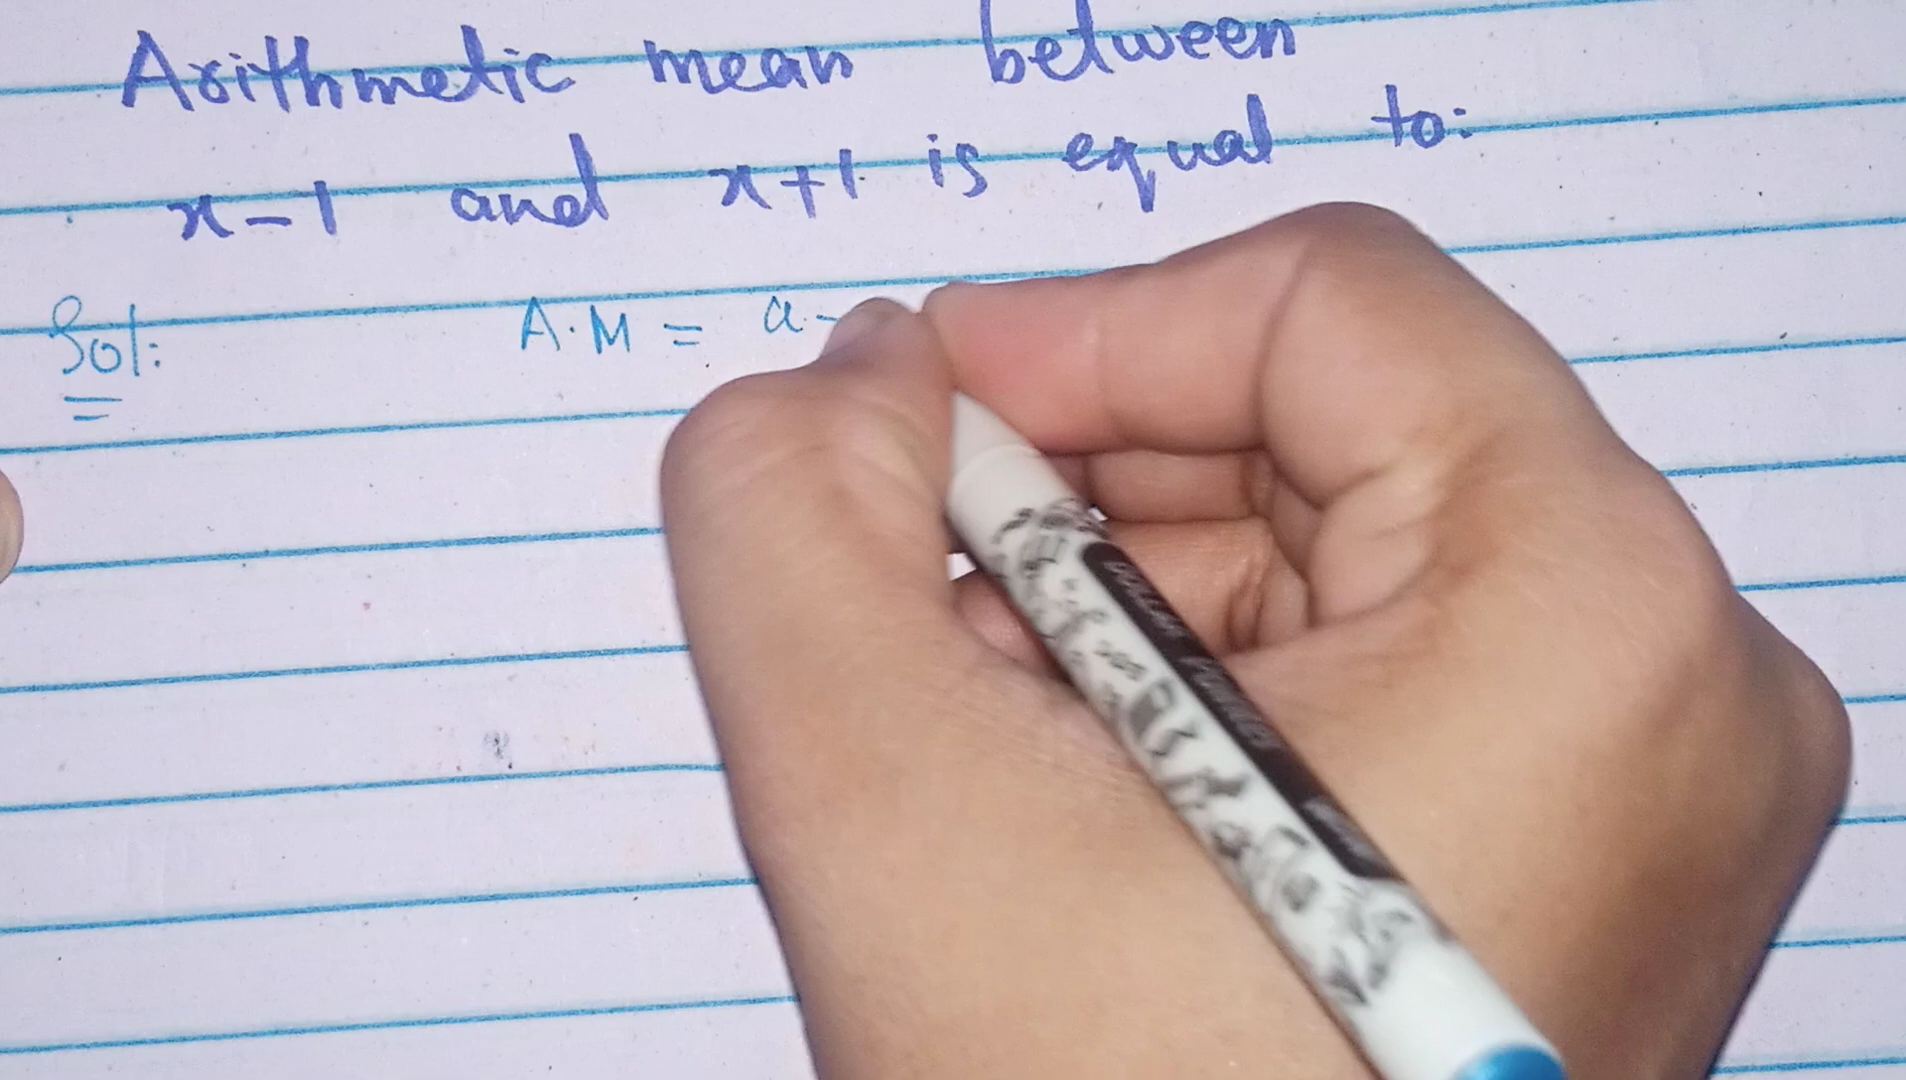 Arithmetic mean between
x-1 and x+1 is equal to:
Sol:
A.M = a-